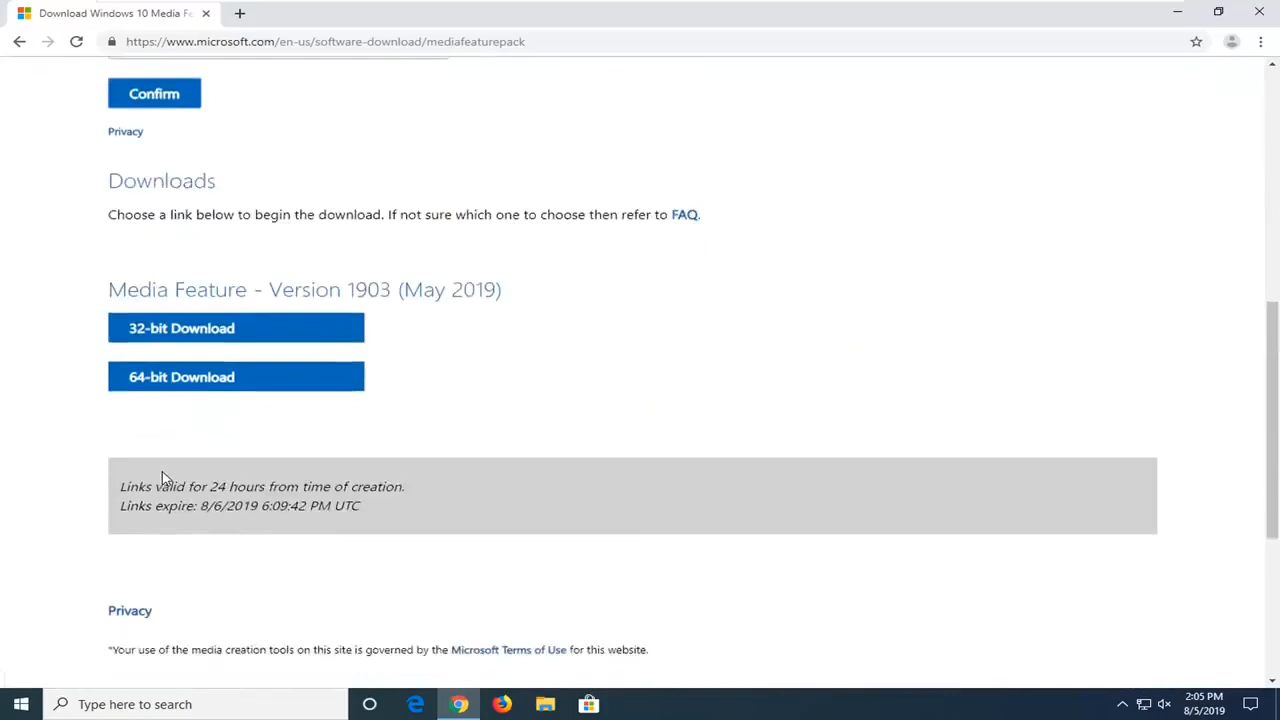 Download Windows 10 Media Fe
https://www.microsoft.com/en-us/software-download/mediafeaturepack
Confirm
Privacy
Downloads
Choose a link below to begin the download. If not sure which one to choose then refer to FAQ.
Media Feature - Version 1903 (May 2019)
32-bit Download
64-bit Download
Links valid for 24 hours from time of creation.
Links expire: 8/6/2019 6:09:42 PM UTC
Privacy
*Your use of the media creation tools on this site is governed by the Microsoft Terms of Use for this website.
Type here to search
2:05 PM
8/5/2019